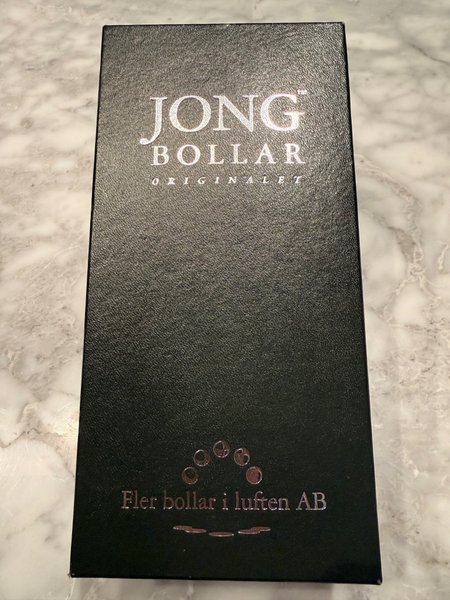 JONG™
BOLLAR
ORIGINALET
Fler bollar i luften AB